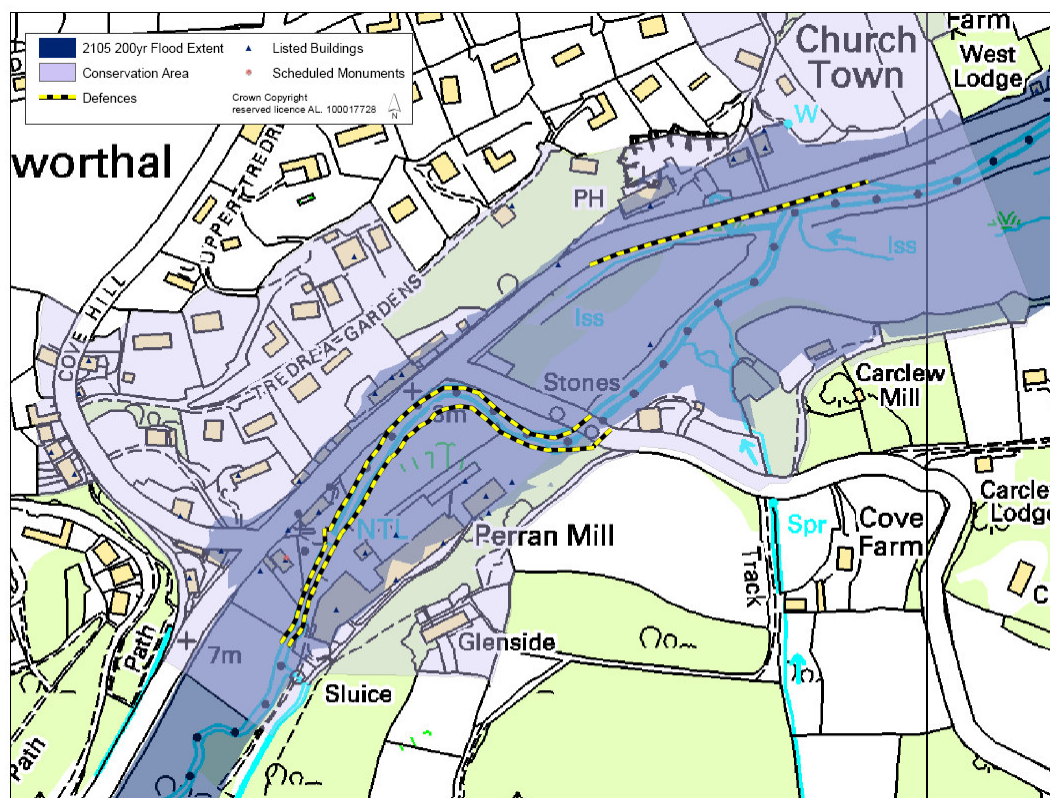 2105 200yr Flood Extent
Listed Buildings
Conservation Area
Scheduled Monuments
Defences
Crown Copyright
reserved licence AL. 100017728
N
Farm
West
Lodge
Church
Town
W
worthal
UPPER TREDR
PH
Iss
Iss
COVE HILL
TREDREA GARDENS
Stones
Carclew
Mill
NTL
Perran Mill
Spr
Cove
Farm
Carclew
Lodge
Track
Path
7m
Glenside
Sluice
Path